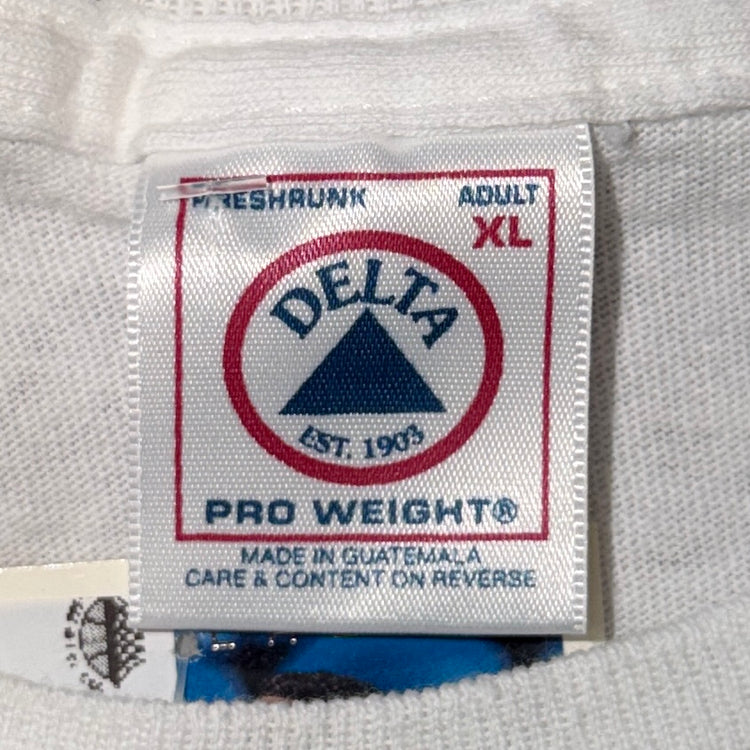 PRESHRUNK
ADULT
XL
DELTA
EST. 1903
PRO WEIGHT®
MADE IN GUATEMALA
CARE & CONTENT ON REVERSE